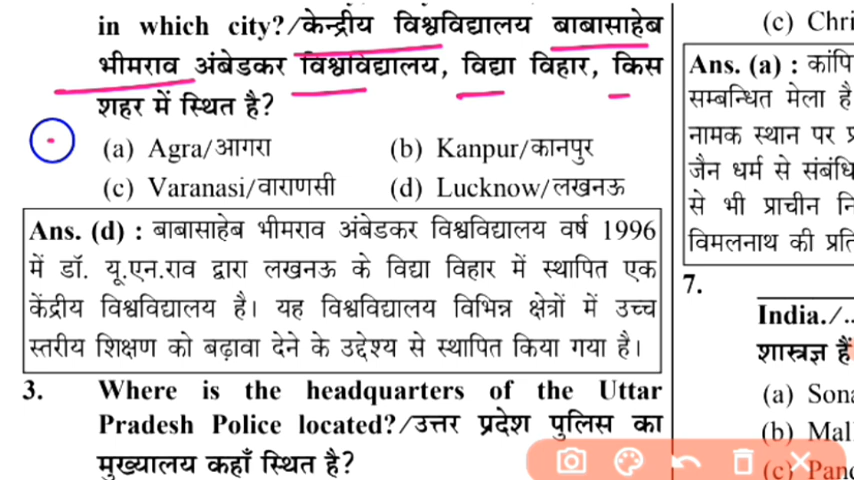 in which city?/केन्द्रीय विश्वविद्यालय बाबासाहेब
भीमराव अंबेडकर विश्वविद्यालय, विद्या विहार, किस
शहर में स्थित है?
(a) Agra/आगरा (b) Kanpur/कानपुर
(c) Varanasi/वाराणसी (d) Lucknow/लखनऊ
Ans. (d) : बाबासाहेब भीमराव अंबेडकर विश्वविद्यालय वर्ष 1996
में डॉ. यू.एन.राव द्वारा लखनऊ के विद्या विहार में स्थापित एक
केंद्रीय विश्वविद्यालय है। यह विश्वविद्यालय विभिन्न क्षेत्रों में उच्च
स्तरीय शिक्षण को बढ़ावा देने के उद्देश्य से स्थापित किया गया है।
3. Where is the headquarters of the Uttar
Pradesh Police located?/उत्तर प्रदेश पुलिस का
मुख्यालय कहाँ स्थित है?
(c) Chri
Ans. (a) : कांपि
सम्बन्धित मेला है
नामक स्थान पर
जैन धर्म से संबंधि
से भी प्राचीन
विमलनाथ की प्रति
7.
India./..
शास्त्रज्ञ हैं
(a) Sona
(b) Mal
(c) Pand